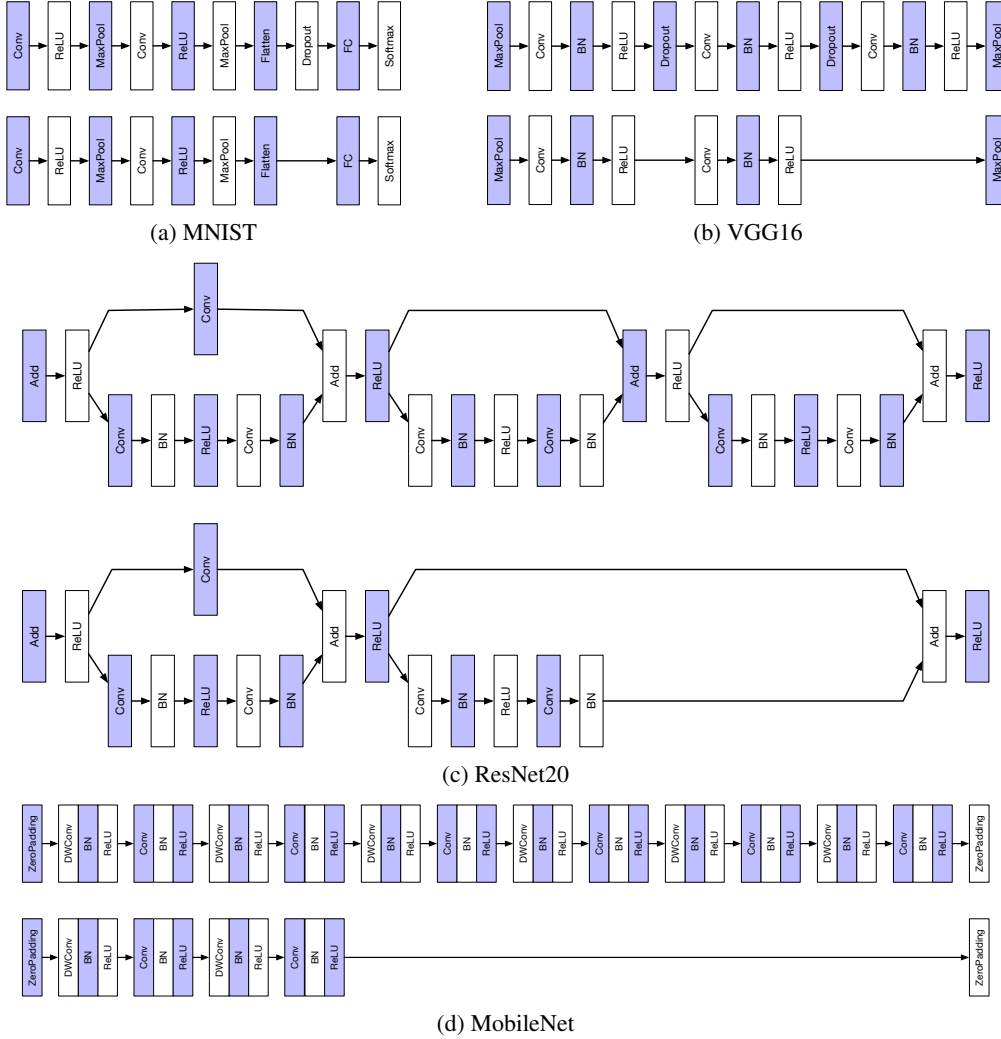 Conv ReLU MaxPool Conv ReLU MaxPool Flatten Dropout FC Softmax
Conv ReLU MaxPool Conv ReLU MaxPool Flatten FC Softmax
(a) MNIST
MaxPool Conv BN ReLU Dropout Conv BN ReLU Dropout Conv BN ReLU MaxPool
MaxPool Conv BN ReLU Conv BN ReLU MaxPool
(b) VGG16
Conv
Add ReLU Add ReLU Add ReLU Add ReLU
Conv BN ReLU Conv BN Conv BN ReLU Conv BN Conv BN ReLU Conv BN
Conv
Add ReLU Add ReLU Add ReLU
Conv BN ReLU Conv BN Conv BN ReLU Conv BN
(c) ResNet20
ZeroPadding DWConv BN ReLU Conv BN ReLU DWConv BN ReLU Conv BN ReLU DWConv BN ReLU Conv BN ReLU DWConv BN ReLU Conv BN ReLU DWConv BN ReLU Conv BN ReLU DWConv BN ReLU Conv BN ReLU ZeroPadding
ZeroPadding DWConv BN ReLU Conv BN ReLU DWConv BN ReLU Conv BN ReLU ZeroPadding
(d) MobileNet